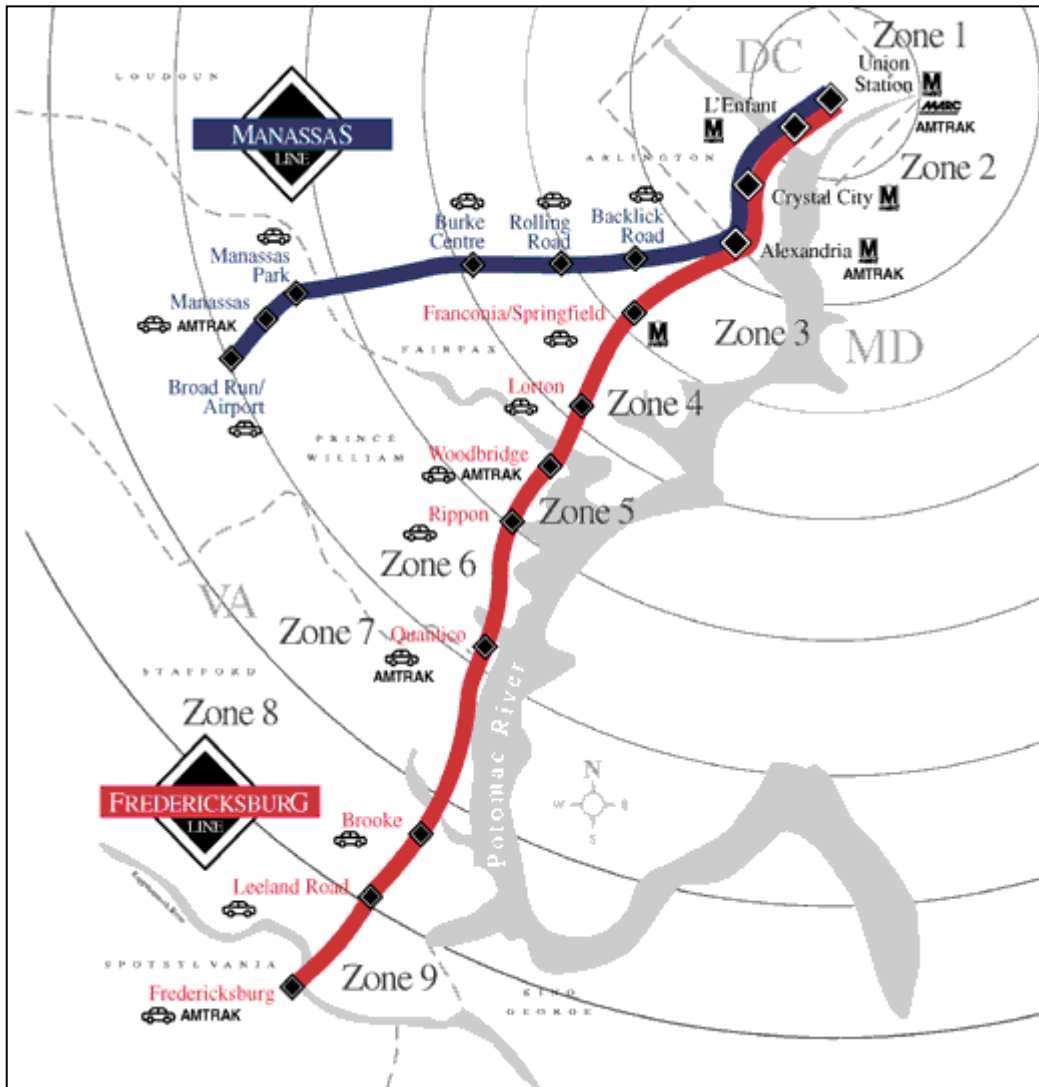 Zone 1
DC
Union
Station
M
METRO
MARC
AMTRAK
L'Enfant
M
LOUDOUN
MANASSAS
LINE
ARLINGTON
Zone 2
Crystal City
M
Alexandria
M
AMTRAK
Burke
Centre
Rolling
Road
Backlick
Road
Manassas
Park
Manassas
AMTRAK
Broad Run/
Airport
Franconia/Springfield
M
FAIRFAX
Zone 3
MD
Lorton
Zone 4
PRINCE
WILLIAM
Woodbridge
AMTRAK
Rippon
Zone 5
Zone 6
VA
Zone 7
Quantico
AMTRAK
STAFFORD
Zone 8
Potomac River
N
W
E
S
FREDERICKSBURG
LINE
Brooke
Leeland Road
SPOTSYLVANIA
Zone 9
Fredericksburg
AMTRAK
KING
GEORGE